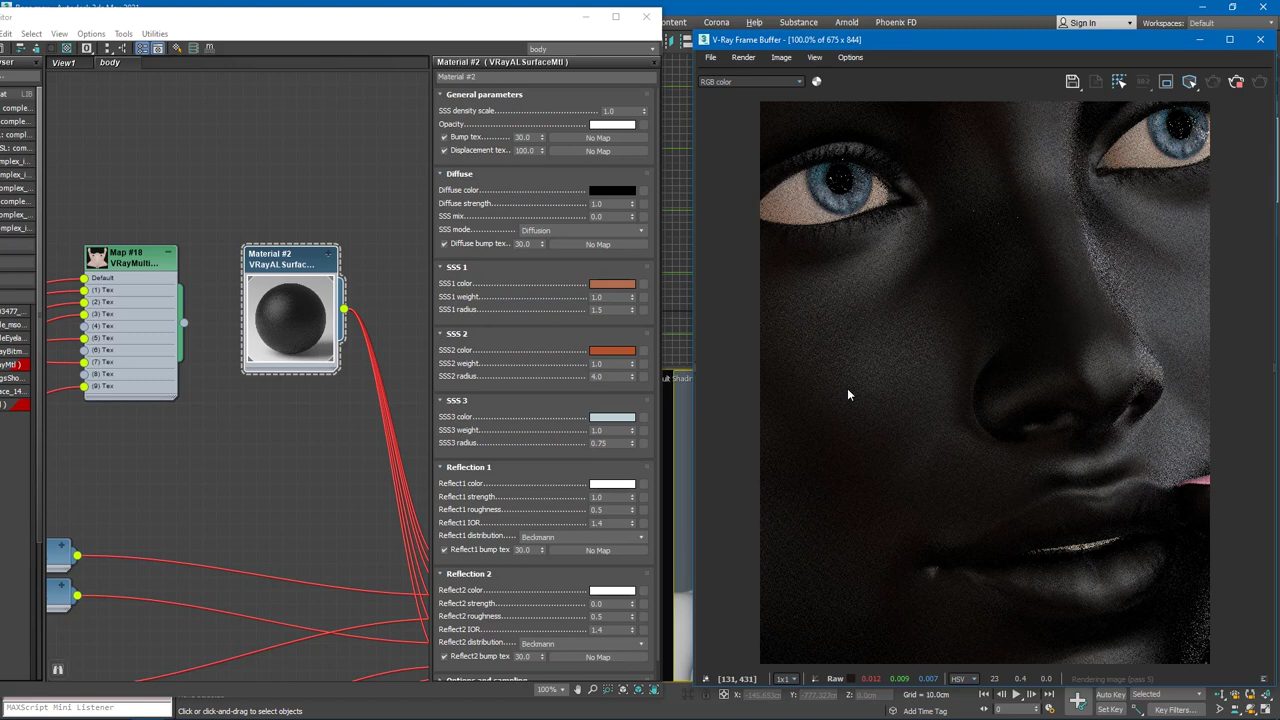 itor
Edit Select View Options Tools Utilities
View1 body
body
Map #18
VRayMulti...
Default
(1) Tex
(2) Tex
(3) Tex
(4) Tex
(5) Tex
(6) Tex
(7) Tex
(8) Tex
(9) Tex
Material #2
VRayALSurfac...
100%
Material #2 ( VRayALSurfaceMtl )
Material #2
General parameters
SSS density scale 1.0
Opacity
Bump tex 30.0 No Map
Displacement tex.. 100.0 No Map
Diffuse
Diffuse color
Diffuse strength 1.0
SSS mix 0.0
SSS mode Diffusion
Diffuse bump tex 30.0 No Map
SSS 1
SSS1 color
SSS1 weight 1.0
SSS1 radius 1.5
SSS 2
SSS2 color
SSS2 weight 1.0
SSS2 radius 4.0
SSS 3
SSS3 color
SSS3 weight 1.0
SSS3 radius 0.75
Reflection 1
Reflect1 color
Reflect1 strength 1.0
Reflect1 roughness 0.5
Reflect1 IOR 1.4
Reflect1 distribution Beckmann
Reflect1 bump tex 30.0 No Map
Reflection 2
Reflect2 color
Reflect2 strength 0.0
Reflect2 roughness 0.5
Reflect2 IOR 1.4
Reflect2 distribution Beckmann
Reflect2 bump tex 30.0 No Map
Content Corona Help Substance Arnold Phoenix FD
Sign In Workspaces: Default
V-Ray Frame Buffer - [100.0% of 675 x 844]
File Render Image View Options
RGB color
[131, 431] 1x1 Raw 0.012 0.009 0.007 HSV 23 0.4 0.0
MAXScript Mini Listener
Click or click-and-drag to select objects
X: -145.853cm Y: -777.327cm Z: 0.0cm Grid = 10.0cm
Add Time Tag
0
Auto Key Selected
Set Key Key Filters...